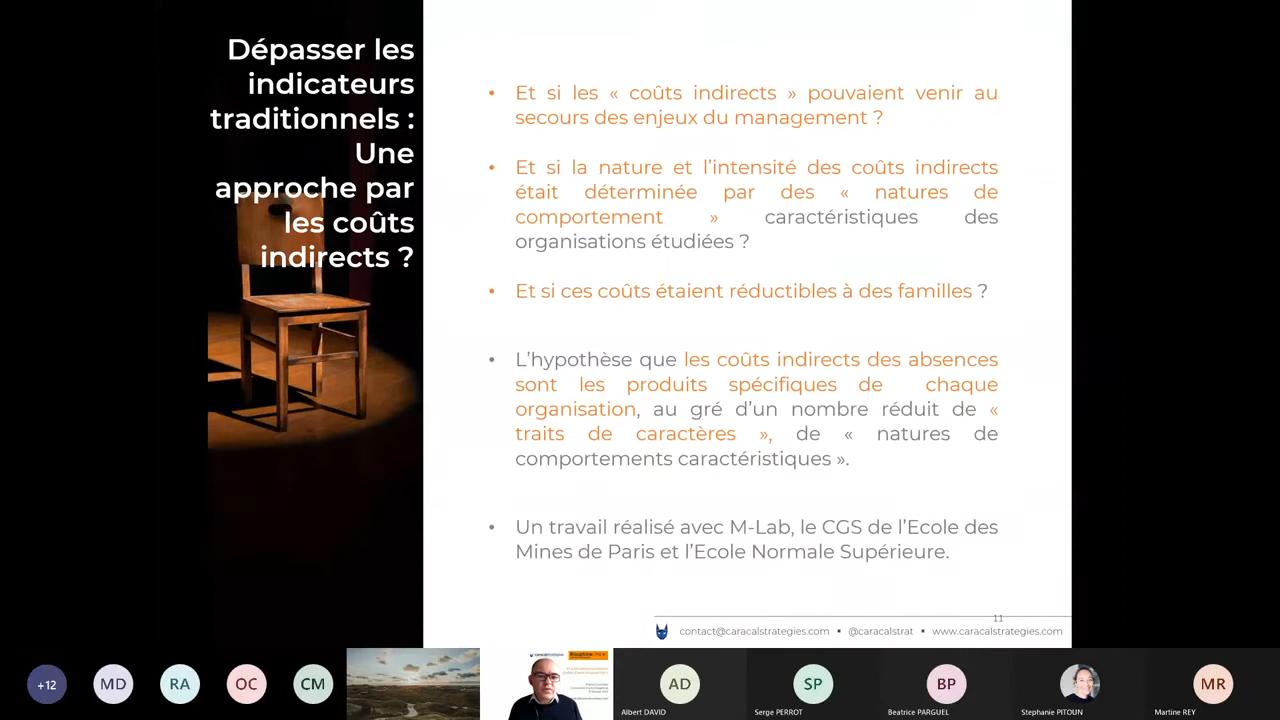 Dépasser les
indicateurs
traditionnels :
Une
approche par
les coûts
indirects ?
• Et si les « coûts indirects » pouvaient venir au
secours des enjeux du management ?
• Et si la nature et l’intensité des coûts indirects
était déterminée par des « natures de
comportement » caractéristiques des
organisations étudiées ?
• Et si ces coûts étaient réductibles à des familles ?
• L’hypothèse que les coûts indirects des absences
sont les produits spécifiques de chaque
organisation, au gré d’un nombre réduit de «
traits de caractères », de « natures de
comportements caractéristiques ».
• Un travail réalisé avec M-Lab, le CGS de l’Ecole des
Mines de Paris et l’Ecole Normale Supérieure.
11
contact@caracalstrategies.com ▪ @caracalstrat ▪ www.caracalstrategies.com
+12 MD RA OC CM AD SP BP MR
Albert DAVID Serge PERROT Beatrice PARGUEL Stephanie PITOUN Martine REY